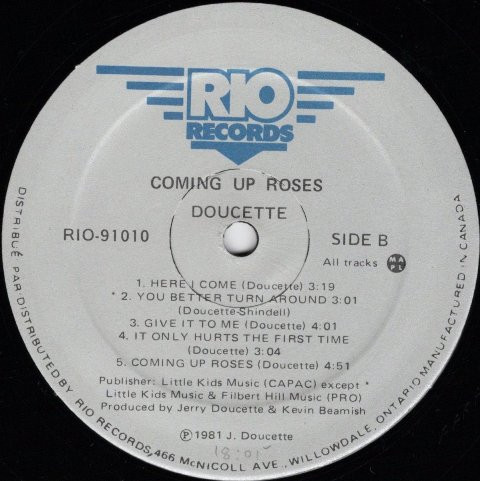 RIO
RECORDS
COMING UP ROSES
DOUCETTE
RIO-91010
SIDE B
All tracks
M A
P L
1. HERE I COME (Doucette) 3:19
* 2. YOU BETTER TURN AROUND 3:01
(Doucette-Shindell)
3. GIVE IT TO ME (Doucette) 4:01
4. IT ONLY HURTS THE FIRST TIME
(Doucette) 3:04
5. COMING UP ROSES (Doucette) 4:51
Publisher: Little Kids Music (CAPAC) except *
Little Kids Music & Filbert Hill Music (PRO)
Produced by Jerry Doucette & Kevin Beamish
℗ 1981 J. Doucette
18:01
DISTRIBUÉ PAR/DISTRIBUTED BY RIO RECORDS, 466 McNICOLL AVE., WILLOWDALE, ONTARIO MANUFACTURED IN CANADA